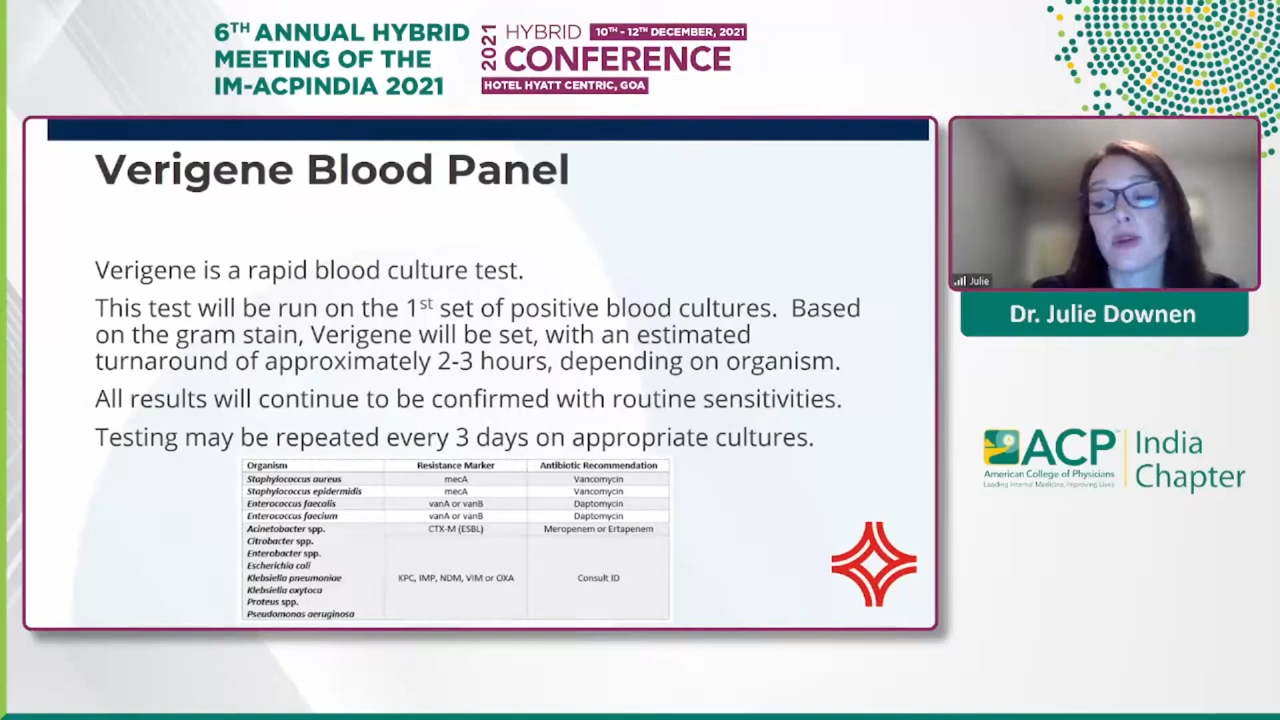 6TH ANNUAL HYBRID
MEETING OF THE
IM-ACPINDIA 2021
2021
HYBRID 10TH - 12TH DECEMBER, 2021
CONFERENCE
HOTEL HYATT CENTRIC, GOA
Verigene Blood Panel
Verigene is a rapid blood culture test.
This test will be run on the 1st set of positive blood cultures. Based
on the gram stain, Verigene will be set, with an estimated
turnaround of approximately 2-3 hours, depending on organism.
All results will continue to be confirmed with routine sensitivities.
Testing may be repeated every 3 days on appropriate cultures.
Organism Resistance Marker Antibiotic Recommendation
Staphylococcus aureus mecA Vancomycin
Staphylococcus epidermidis mecA Vancomycin
Enterococcus faecalis vanA or vanB Daptomycin
Enterococcus faecium vanA or vanB Daptomycin
Acinetobacter spp. CTX-M (ESBL) Meropenem or Ertapenem
Citrobacter spp.
Enterobacter spp.
Escherichia coli
Klebsiella pneumoniae KPC, IMP, NDM, VIM or OXA Consult ID
Klebsiella oxytoca
Proteus spp.
Pseudomonas aeruginosa
Julie
Dr. Julie Downen
ACP
American College of Physicians
Leading Internal Medicine, Improving Lives
India
Chapter